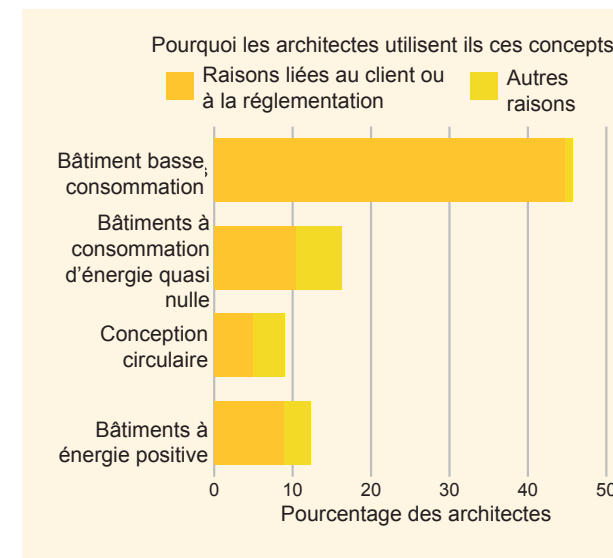 Pourquoi les architectes utilisent ils ces concepts
Raisons liées au client ou
à la réglementation
Autres
raisons
Bâtiment basse
consommation
Bâtiments à
consommation
d'énergie quasi
nulle
Conception
circulaire
Bâtiments à
énergie positive
0 10 20 30 40 50
Pourcentage des architectes